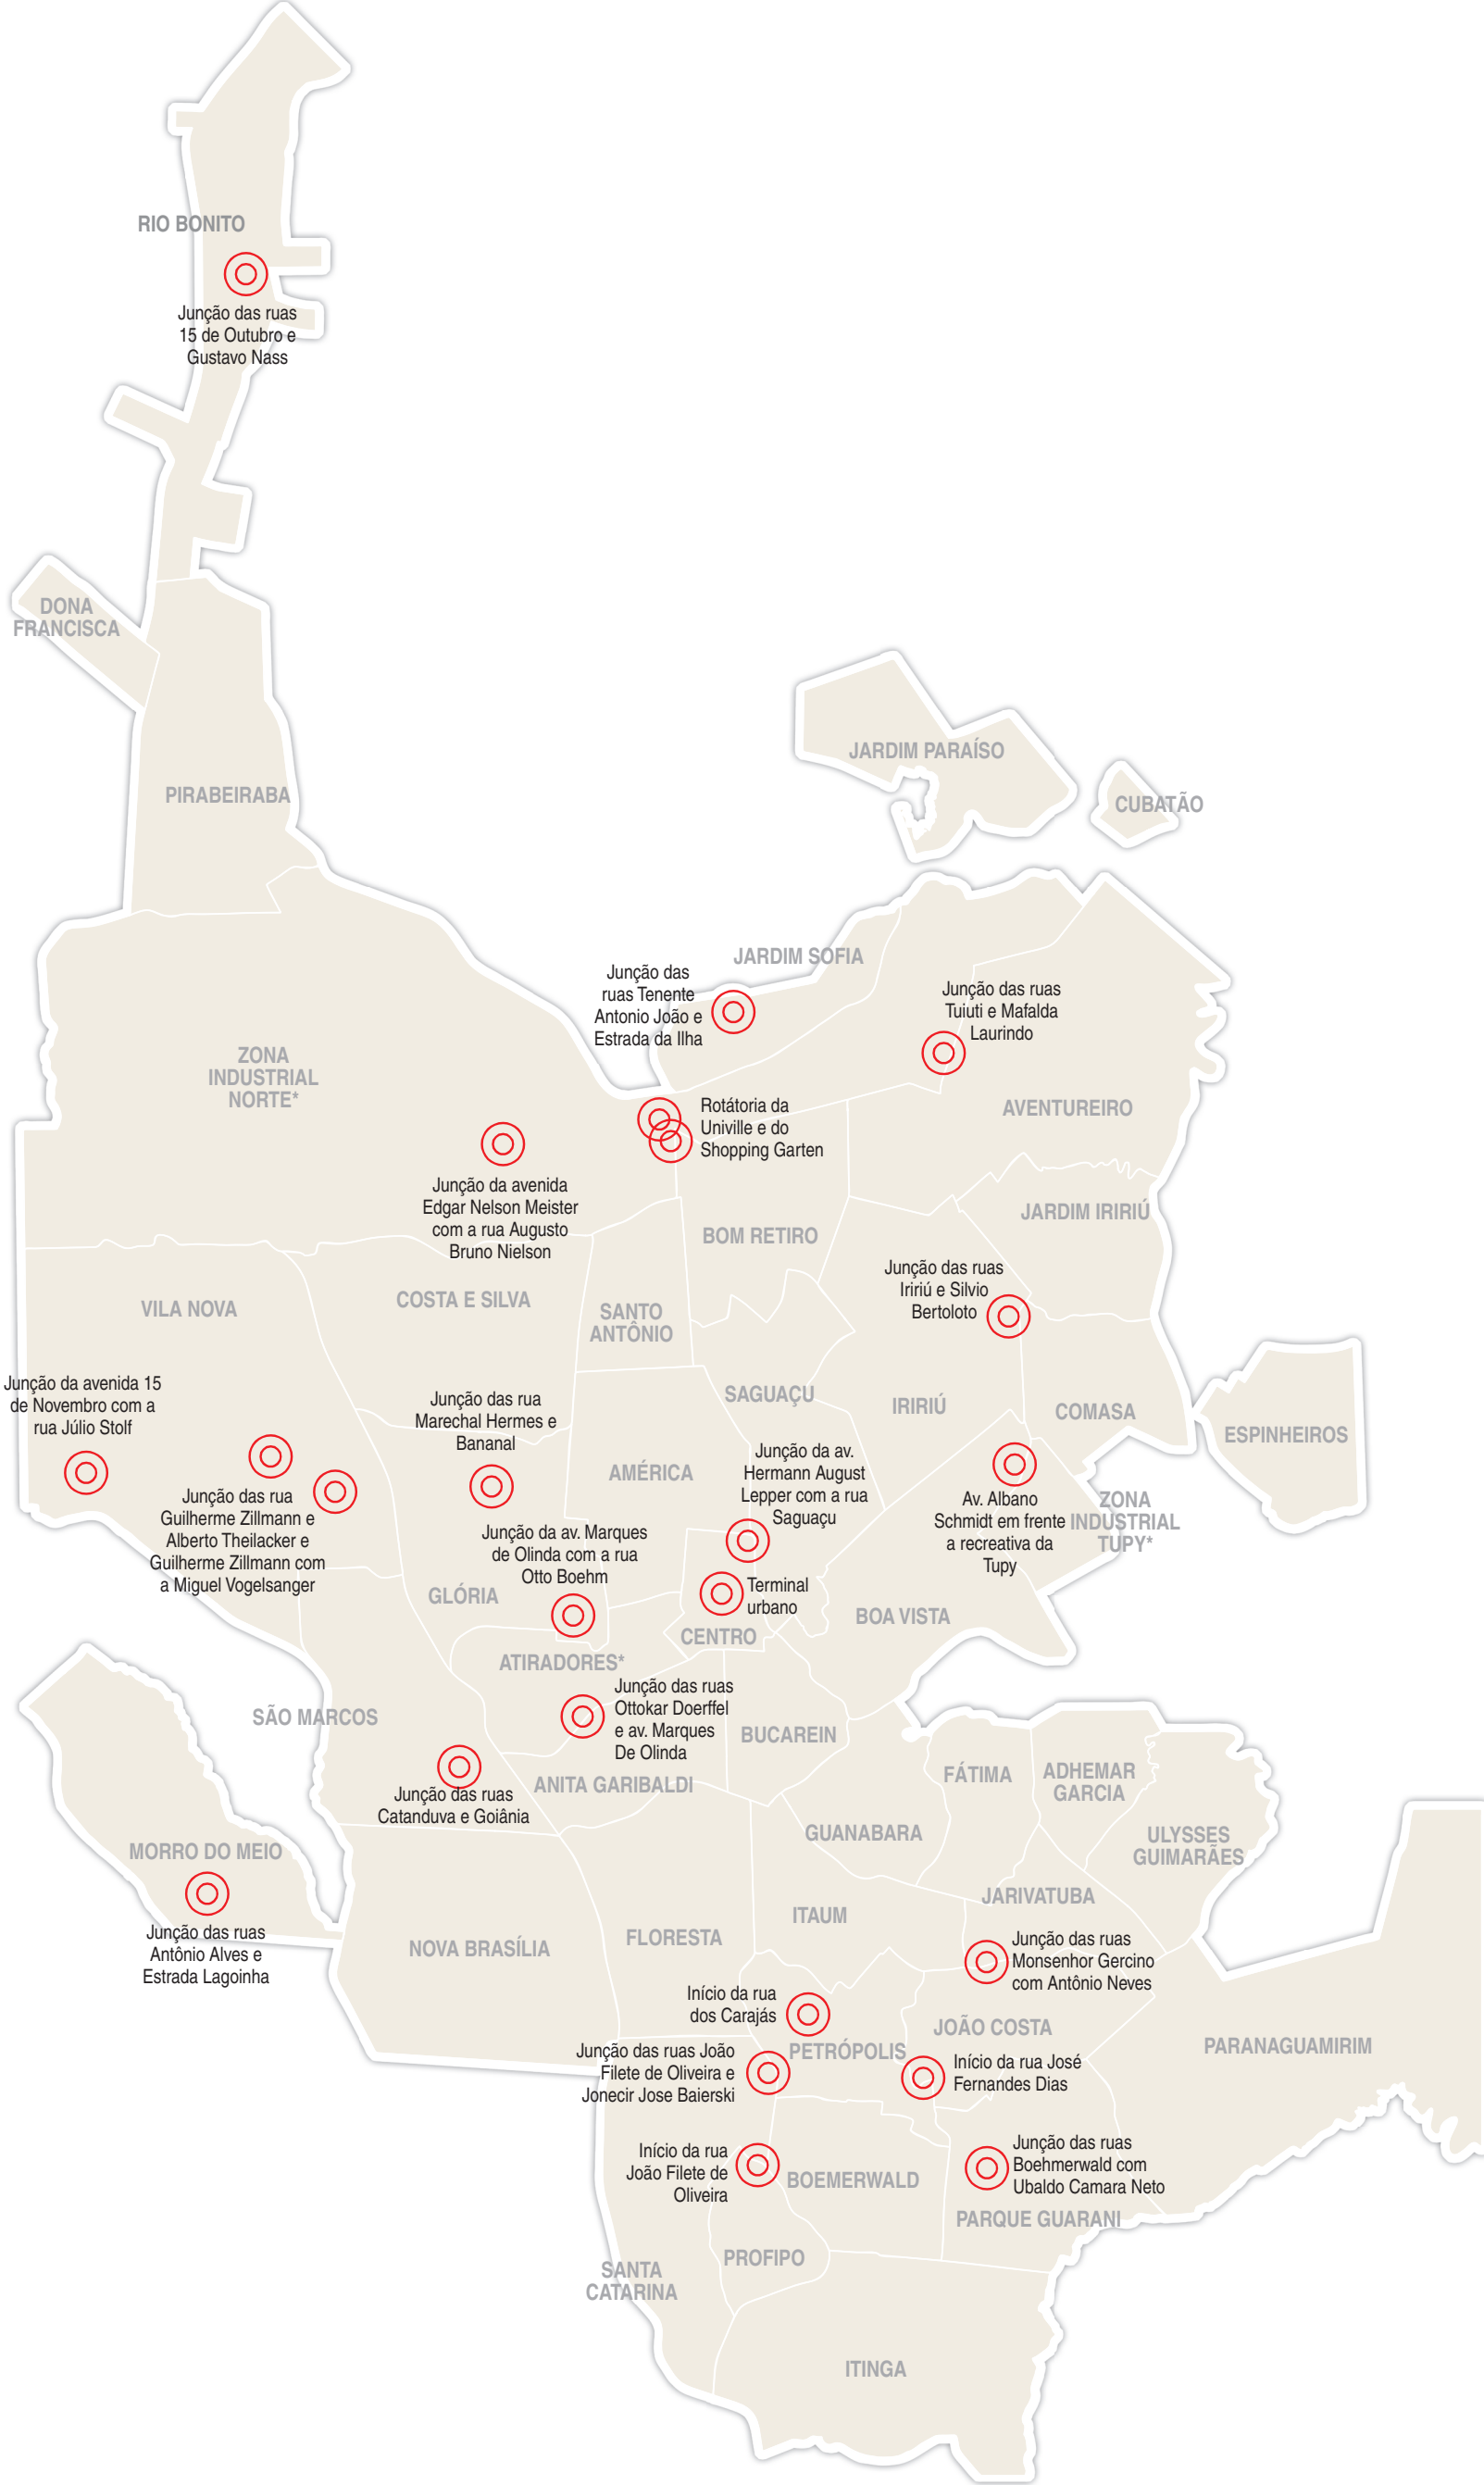 RIO BONITO
Junção das ruas
15 de Outubro e
Gustavo Nass
DONA
FRANCISCA
PIRABEIRABA
JARDIM PARAÍSO
CUBATÃO
JARDIM SOFIA
Junção das
ruas Tenente
Antonio João e
Estrada da Ilha
Junção das ruas
Tuiuti e Mafalda
Laurindo
ZONA
INDUSTRIAL
NORTE*
Rotátoria da
Univille e do
Shopping Garten
AVENTUREIRO
Junção da avenida
Edgar Nelson Meister
com a rua Augusto
Bruno Nielson
JARDIM IRIRIÚ
BOM RETIRO
Junção das ruas
Iririú e Silvio
Bertoloto
VILA NOVA
COSTA E SILVA
SANTO
ANTÔNIO
Junção da avenida 15
de Novembro com a
rua Júlio Stolf
Junção das rua
Marechal Hermes e
Bananal
SAGUAÇU
IRIRIÚ
COMASA
ESPINHEIROS
AMÉRICA
Junção da av.
Hermann August
Lepper com a rua
Saguaçu
Junção das rua
Guilherme Zillmann e
Alberto Theilacker e
Guilherme Zillmann com
a Miguel Vogelsanger
Av. Albano
Schmidt em frente
a recreativa da
Tupy
ZONA
INDUSTRIAL
TUPY*
Junção da av. Marques
de Olinda com a rua
Otto Boehm
Terminal
urbano
GLÓRIA
BOA VISTA
CENTRO
ATIRADORES*
Junção das ruas
Ottokar Doerffel
e av. Marques
De Olinda
SÃO MARCOS
BUCAREIN
FÁTIMA
ADHEMAR
GARCIA
ANITA GARIBALDI
Junção das ruas
Catanduva e Goiânia
GUANABARA
ULYSSES
GUIMARÃES
MORRO DO MEIO
JARIVATUBA
Junção das ruas
Antônio Alves e
Estrada Lagoinha
ITAUM
FLORESTA
NOVA BRASÍLIA
Junção das ruas
Monsenhor Gercino
com Antônio Neves
Início da rua
dos Carajás
JOÃO COSTA
PARANAGUAMIRIM
PETRÓPOLIS
Junção das ruas João
Filete de Oliveira e
Jonecir Jose Baierski
Início da rua José
Fernandes Dias
Junção das ruas
Boehmerwald com
Ubaldo Camara Neto
Início da rua
João Filete de
Oliveira
BOEMERWALD
PARQUE GUARANI
PROFIPO
SANTA
CATARINA
ITINGA